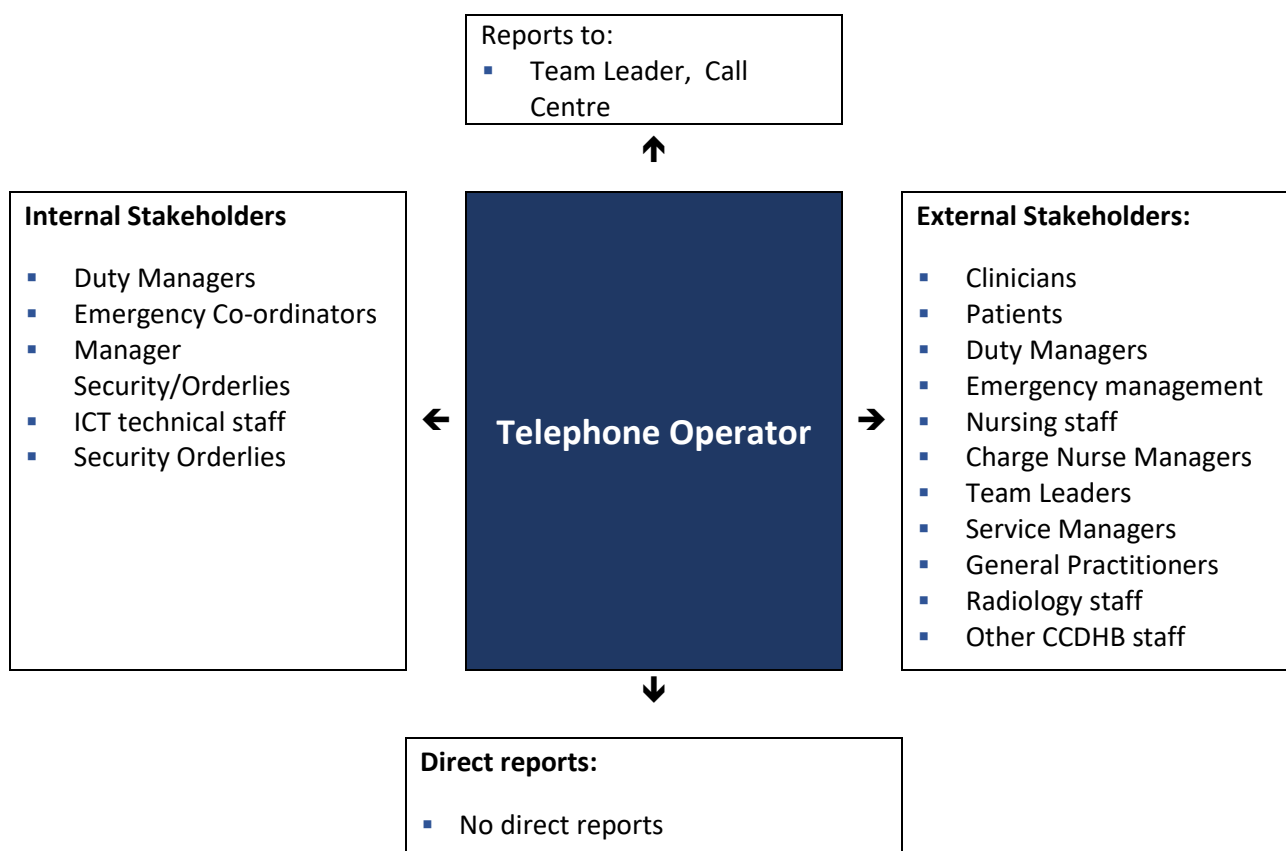 Reports to:
▪ Team Leader, Call
Centre
Internal Stakeholders
▪ Duty Managers
▪ Emergency Co-ordinators
▪ Manager
Security/Orderlies
▪ ICT technical staff
▪ Security Orderlies
Telephone Operator
External Stakeholders:
▪ Clinicians
▪ Patients
▪ Duty Managers
▪ Emergency management
▪ Nursing staff
▪ Charge Nurse Managers
▪ Team Leaders
▪ Service Managers
▪ General Practitioners
▪ Radiology staff
▪ Other CCDHB staff
Direct reports:
▪ No direct reports